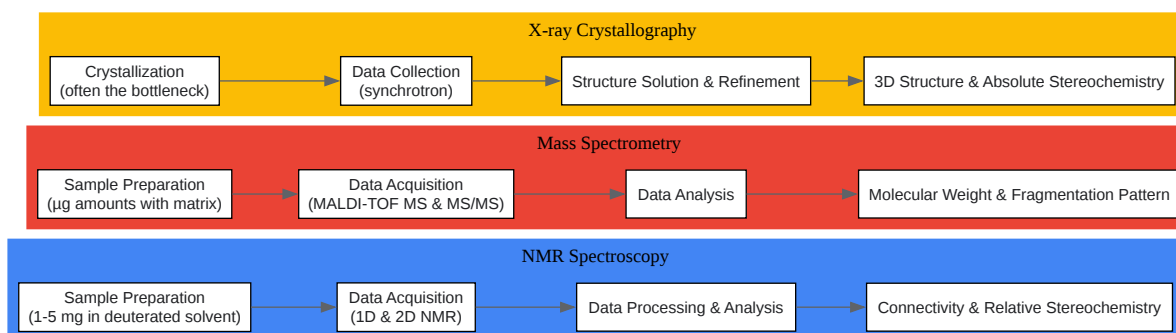 X-ray Crystallography
Crystallization
(often the bottleneck)
Data Collection
(synchrotron)
Structure Solution & Refinement
3D Structure & Absolute Stereochemistry
Mass Spectrometry
Sample Preparation
(µg amounts with matrix)
Data Acquisition
(MALDI-TOF MS & MS/MS)
Data Analysis
Molecular Weight & Fragmentation Pattern
NMR Spectroscopy
Sample Preparation
(1-5 mg in deuterated solvent)
Data Acquisition
(1D & 2D NMR)
Data Processing & Analysis
Connectivity & Relative Stereochemistry